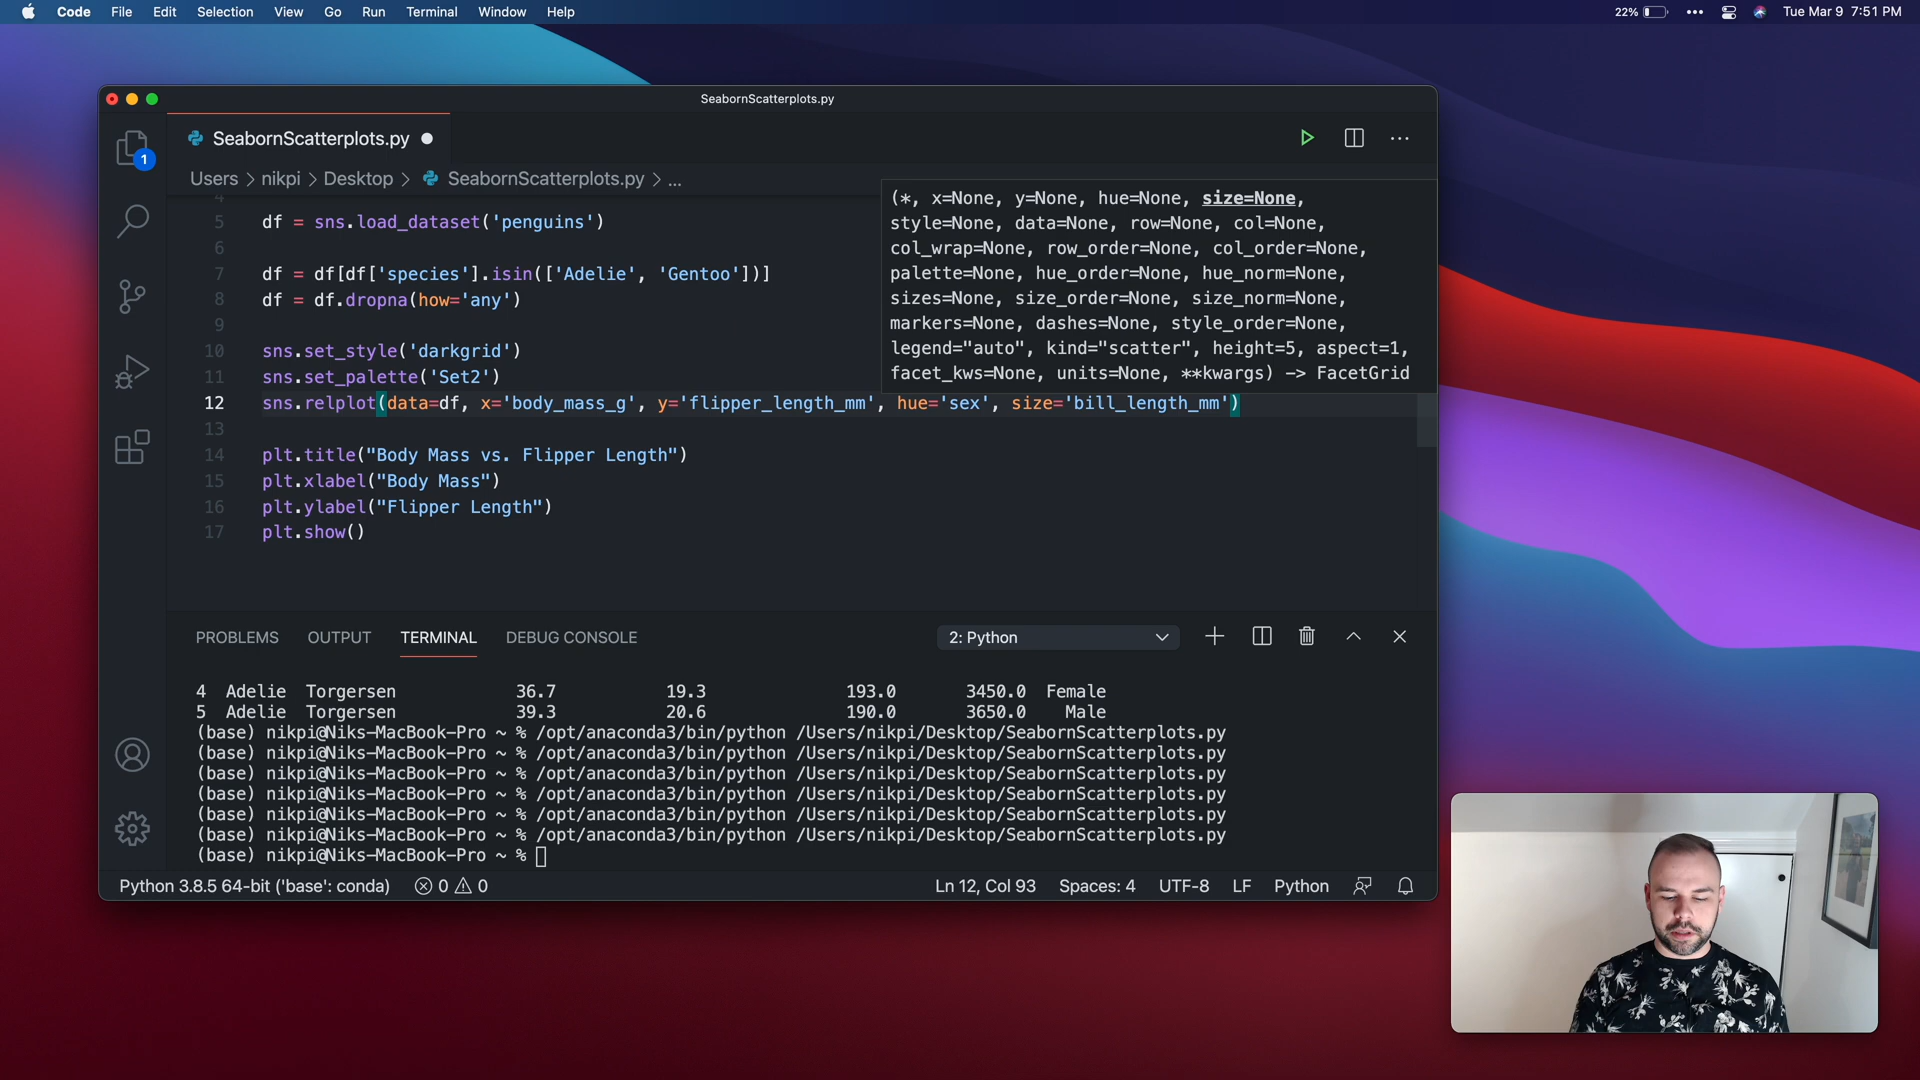 Code File Edit Selection View Go Run Terminal Window Help
22% Tue Mar 9 7:51 PM
SeabornScatterplots.py
SeabornScatterplots.py
1
Users > nikpi > Desktop > SeabornScatterplots.py > ...
4
5 df = sns.load_dataset('penguins')
6
7 df = df[df['species'].isin(['Adelie', 'Gentoo'])]
8 df = df.dropna(how='any')
9
10 sns.set_style('darkgrid')
11 sns.set_palette('Set2')
(*, x=None, y=None, hue=None, size=None,
style=None, data=None, row=None, col=None,
col_wrap=None, row_order=None, col_order=None,
palette=None, hue_order=None, hue_norm=None,
sizes=None, size_order=None, size_norm=None,
markers=None, dashes=None, style_order=None,
legend="auto", kind="scatter", height=5, aspect=1,
facet_kws=None, units=None, **kwargs) -> FacetGrid
12 sns.relplot(data=df, x='body_mass_g', y='flipper_length_mm', hue='sex', size='bill_length_mm')
13
14 plt.title("Body Mass vs. Flipper Length")
15 plt.xlabel("Body Mass")
16 plt.ylabel("Flipper Length")
17 plt.show()
PROBLEMS OUTPUT TERMINAL DEBUG CONSOLE 2: Python
4 Adelie Torgersen 36.7 19.3 193.0 3450.0 Female
5 Adelie Torgersen 39.3 20.6 190.0 3650.0 Male
(base) nikpi@Niks-MacBook-Pro ~ % /opt/anaconda3/bin/python /Users/nikpi/Desktop/SeabornScatterplots.py
(base) nikpi@Niks-MacBook-Pro ~ % /opt/anaconda3/bin/python /Users/nikpi/Desktop/SeabornScatterplots.py
(base) nikpi@Niks-MacBook-Pro ~ % /opt/anaconda3/bin/python /Users/nikpi/Desktop/SeabornScatterplots.py
(base) nikpi@Niks-MacBook-Pro ~ % /opt/anaconda3/bin/python /Users/nikpi/Desktop/SeabornScatterplots.py
(base) nikpi@Niks-MacBook-Pro ~ % /opt/anaconda3/bin/python /Users/nikpi/Desktop/SeabornScatterplots.py
(base) nikpi@Niks-MacBook-Pro ~ % /opt/anaconda3/bin/python /Users/nikpi/Desktop/SeabornScatterplots.py
(base) nikpi@Niks-MacBook-Pro ~ %
Python 3.8.5 64-bit ('base': conda) 0 0 Ln 12, Col 93 Spaces: 4 UTF-8 LF Python